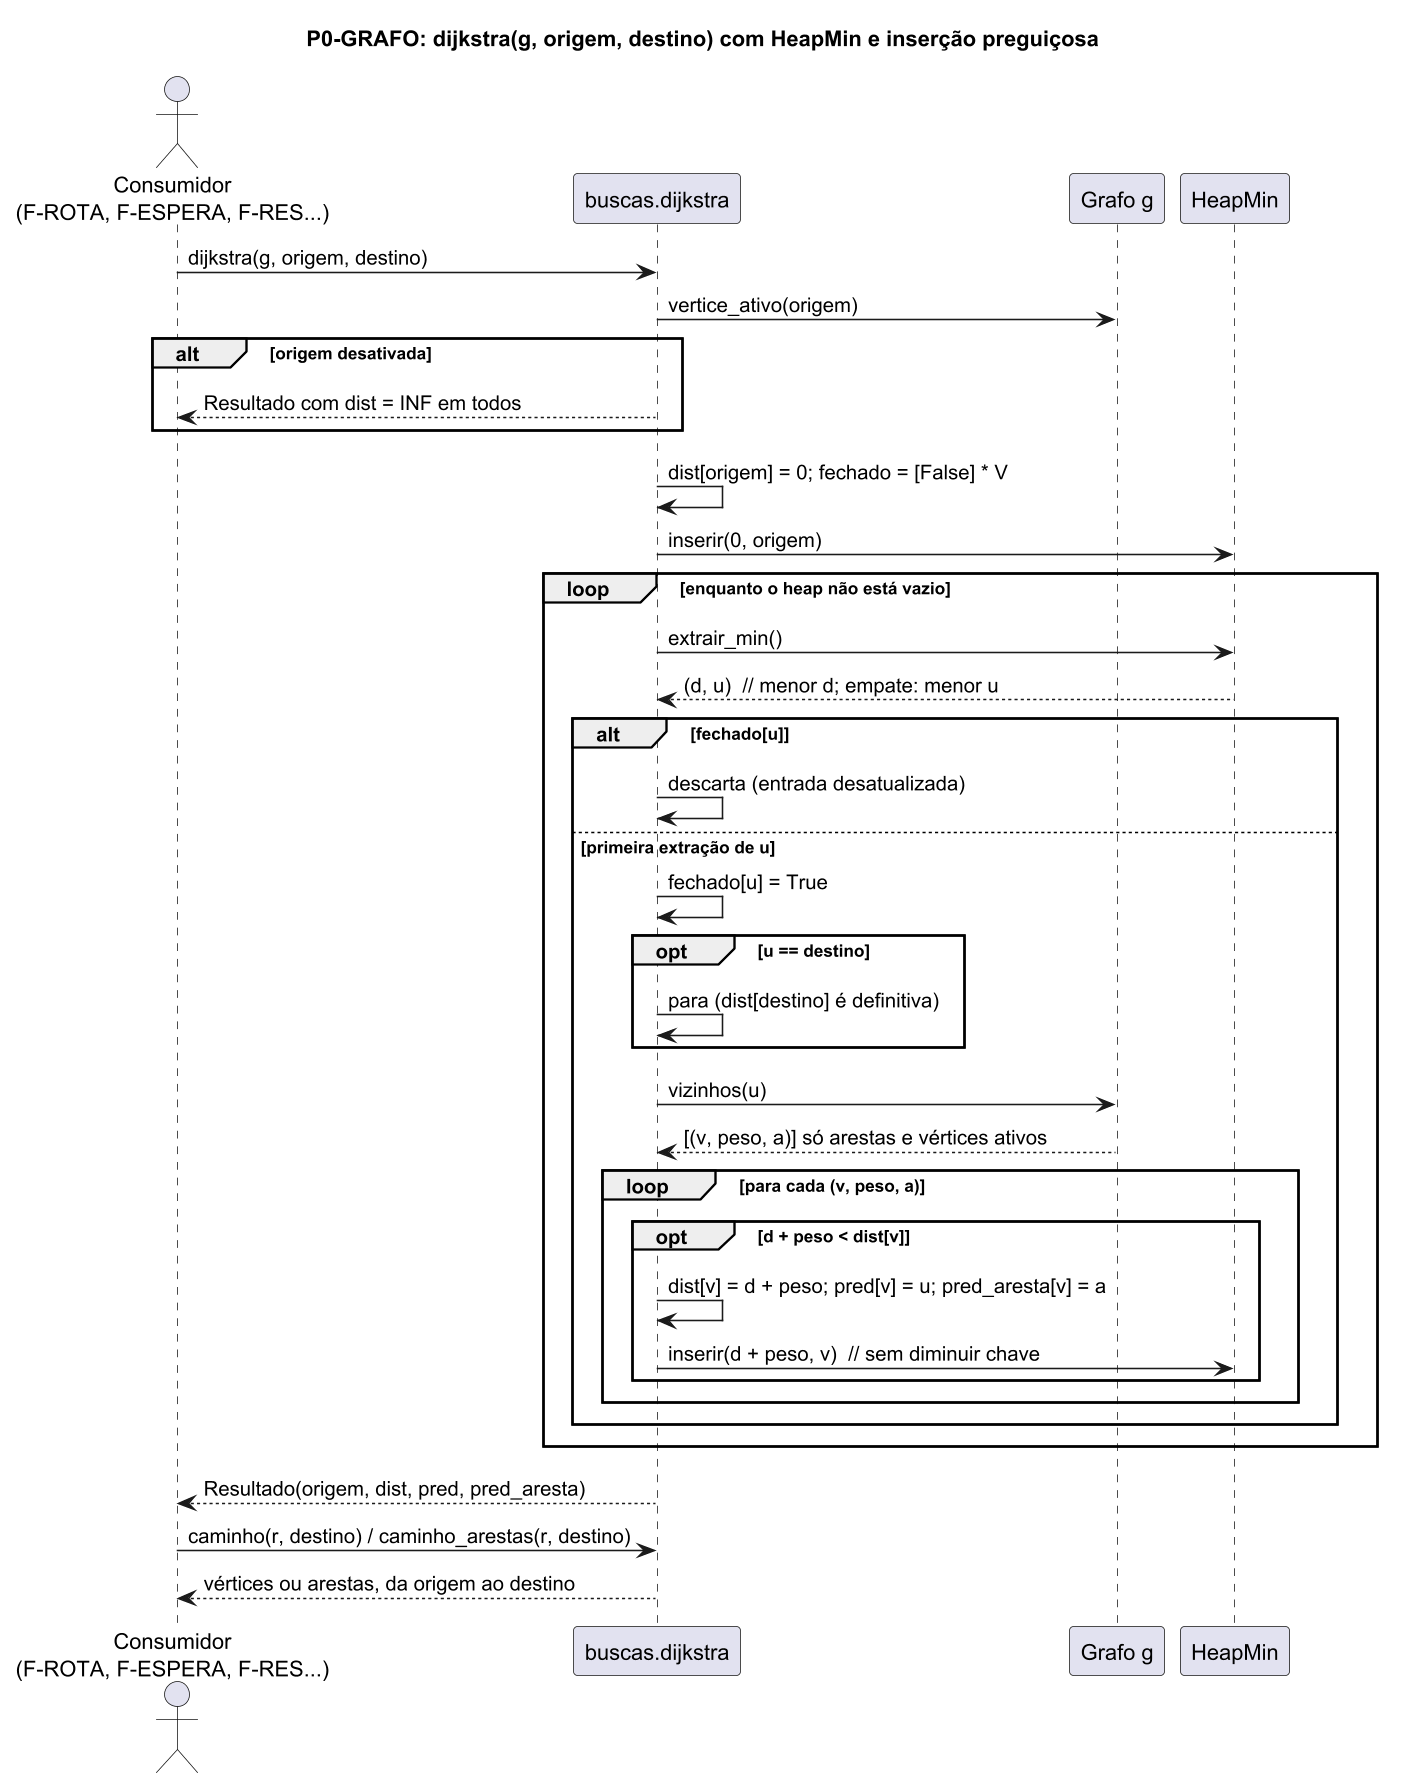 P0-GRAFO: dijkstra(g, origem, destino) com HeapMin e inserção preguiçosa
Consumidor
(F-ROTA, F-ESPERA, F-RES...)
buscas.dijkstra
Grafo g
HeapMin
dijkstra(g, origem, destino)
vertice_ativo(origem)
alt
[origem desativada]
Resultado com dist = INF em todos
dist[origem] = 0; fechado = [False] * V
inserir(0, origem)
loop
[enquanto o heap não está vazio]
extrair_min()
(d, u)  // menor d; empate: menor u
alt
[fechado[u]]
descarta (entrada desatualizada)
[primeira extração de u]
fechado[u] = True
opt
[u == destino]
para (dist[destino] é definitiva)
vizinhos(u)
[(v, peso, a)] só arestas e vértices ativos
loop
[para cada (v, peso, a)]
opt
[d + peso < dist[v]]
dist[v] = d + peso; pred[v] = u; pred_aresta[v] = a
inserir(d + peso, v)  // sem diminuir chave
Resultado(origem, dist, pred, pred_aresta)
caminho(r, destino) / caminho_arestas(r, destino)
vértices ou arestas, da origem ao destino
Consumidor
(F-ROTA, F-ESPERA, F-RES...)
buscas.dijkstra
Grafo g
HeapMin